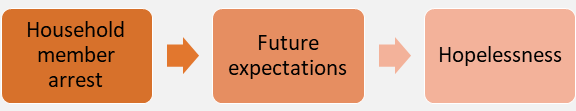 Household
member
arrest
Future
expectations
Hopelessness